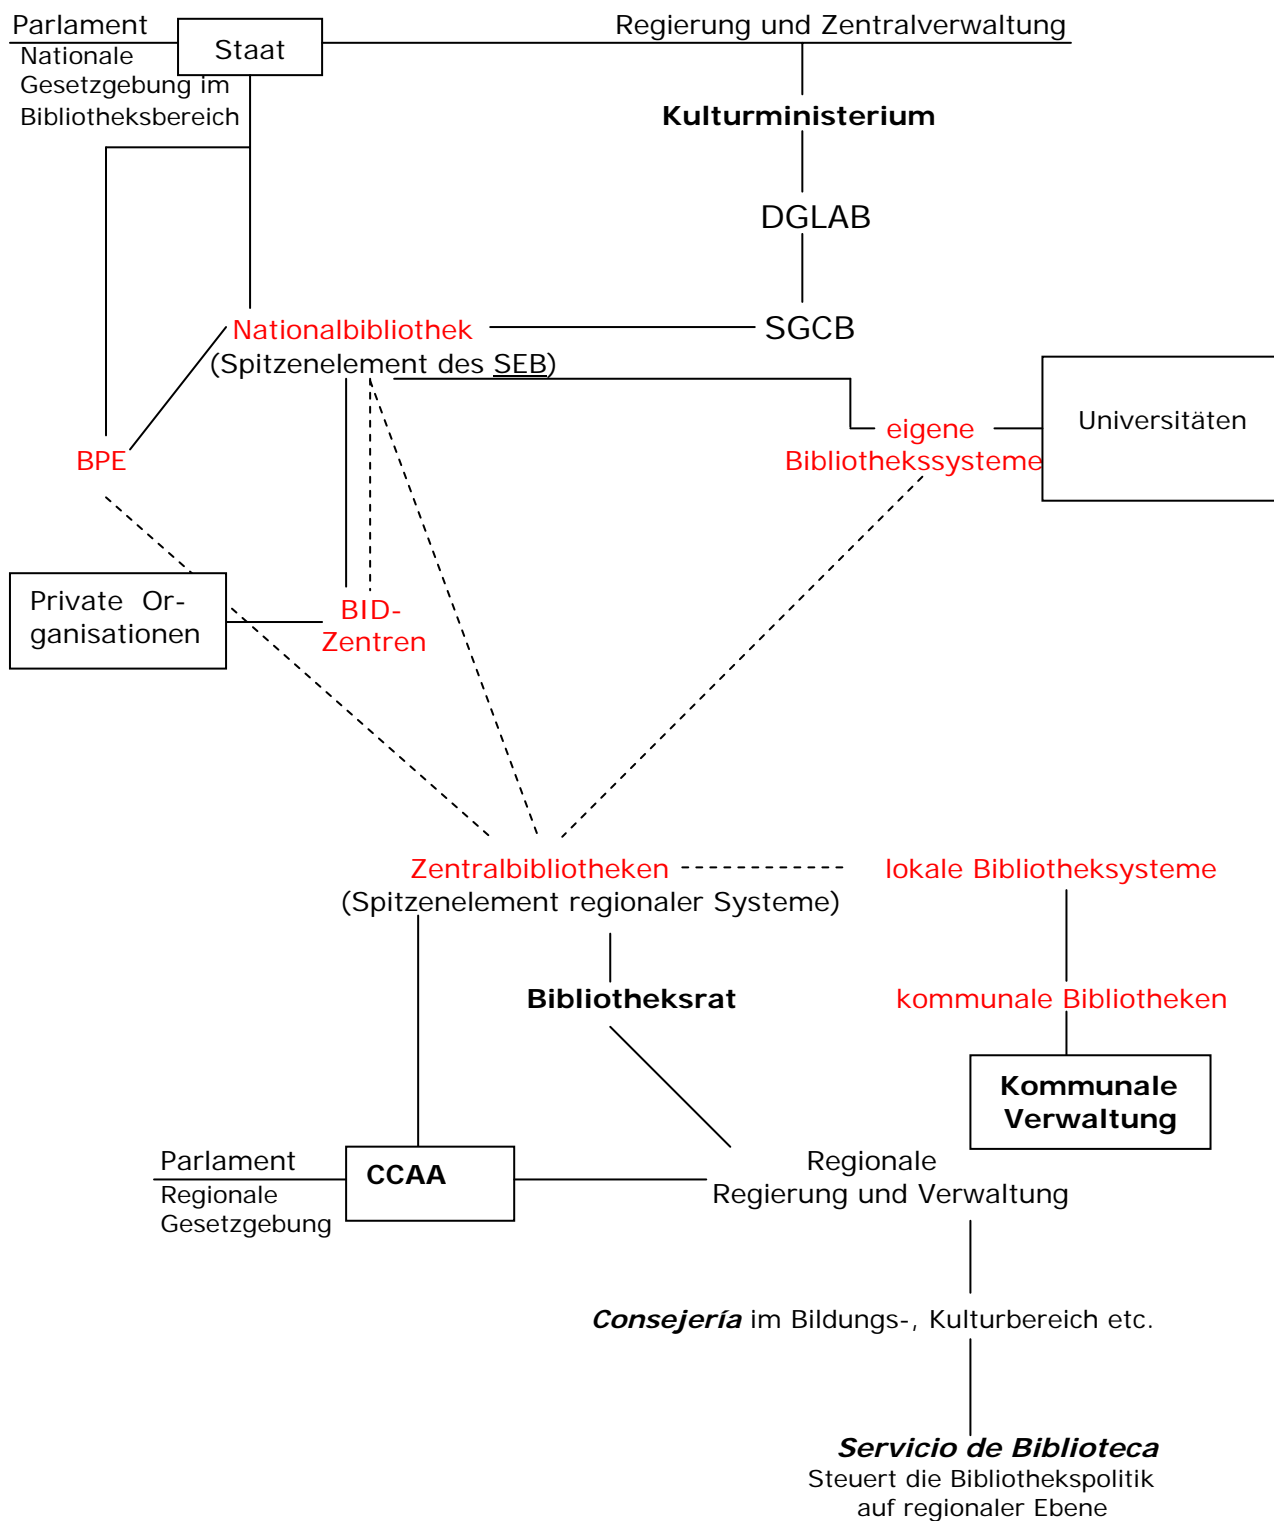 Parlament
Staat
Regierung und Zentralverwaltung
Nationale
Gesetzgebung im
Bibliotheksbereich
Kulturministerium
DGLAB
Nationalbibliothek
SGCB
(Spitzenelement des SEB)
Universitäten
eigene
Bibliothekssysteme
BPE
Private Or-
ganisationen
BID-
Zentren
Zentralbibliotheken
lokale Bibliotheksysteme
(Spitzenelement regionaler Systeme)
Bibliotheksrat
kommunale Bibliotheken
Kommunale
Verwaltung
Parlament
CCAA
Regionale
Regierung und Verwaltung
Regionale
Gesetzgebung
Consejería im Bildungs-, Kulturbereich etc.
Servicio de Biblioteca
Steuert die Bibliothekspolitik
auf regionaler Ebene